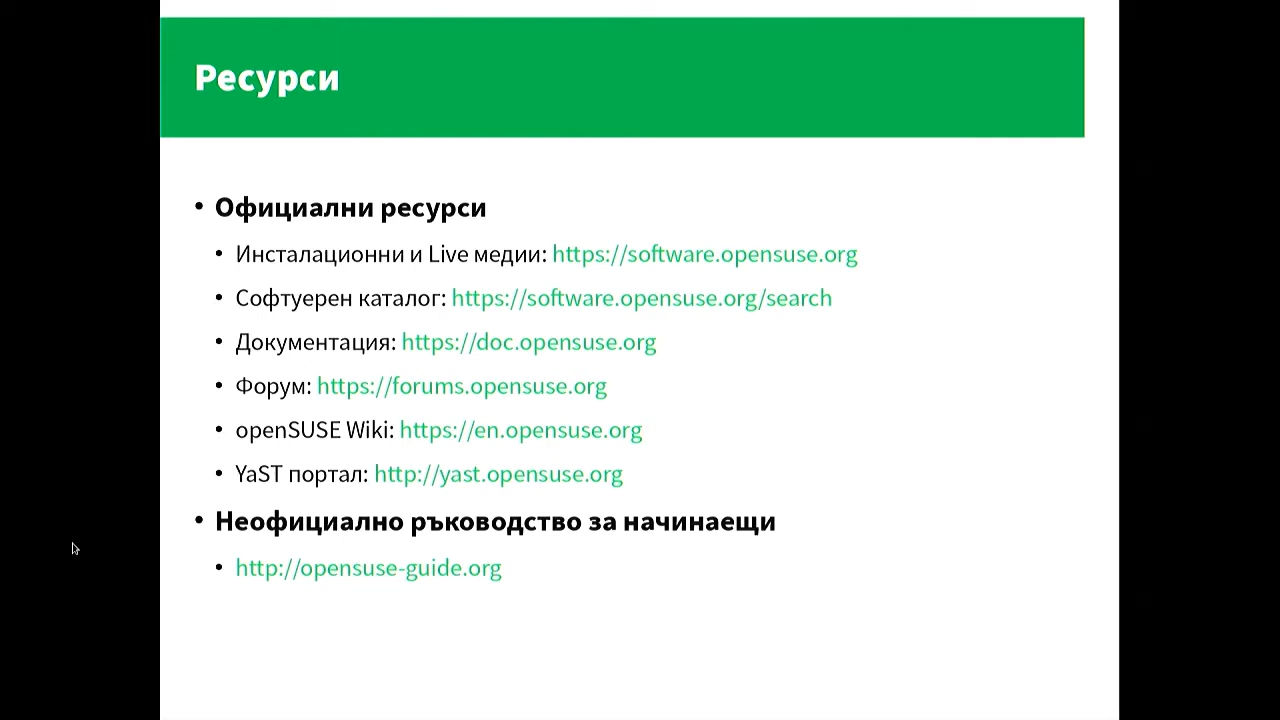 Ресурси
• Официални ресурси
• Инсталационни и Live медии: https://software.opensuse.org
• Софтуерен каталог: https://software.opensuse.org/search
• Документация: https://doc.opensuse.org
• Форум: https://forums.opensuse.org
• openSUSE Wiki: https://en.opensuse.org
• YaST портал: http://yast.opensuse.org
• Неофициално ръководство за начинаещи
• http://opensuse-guide.org